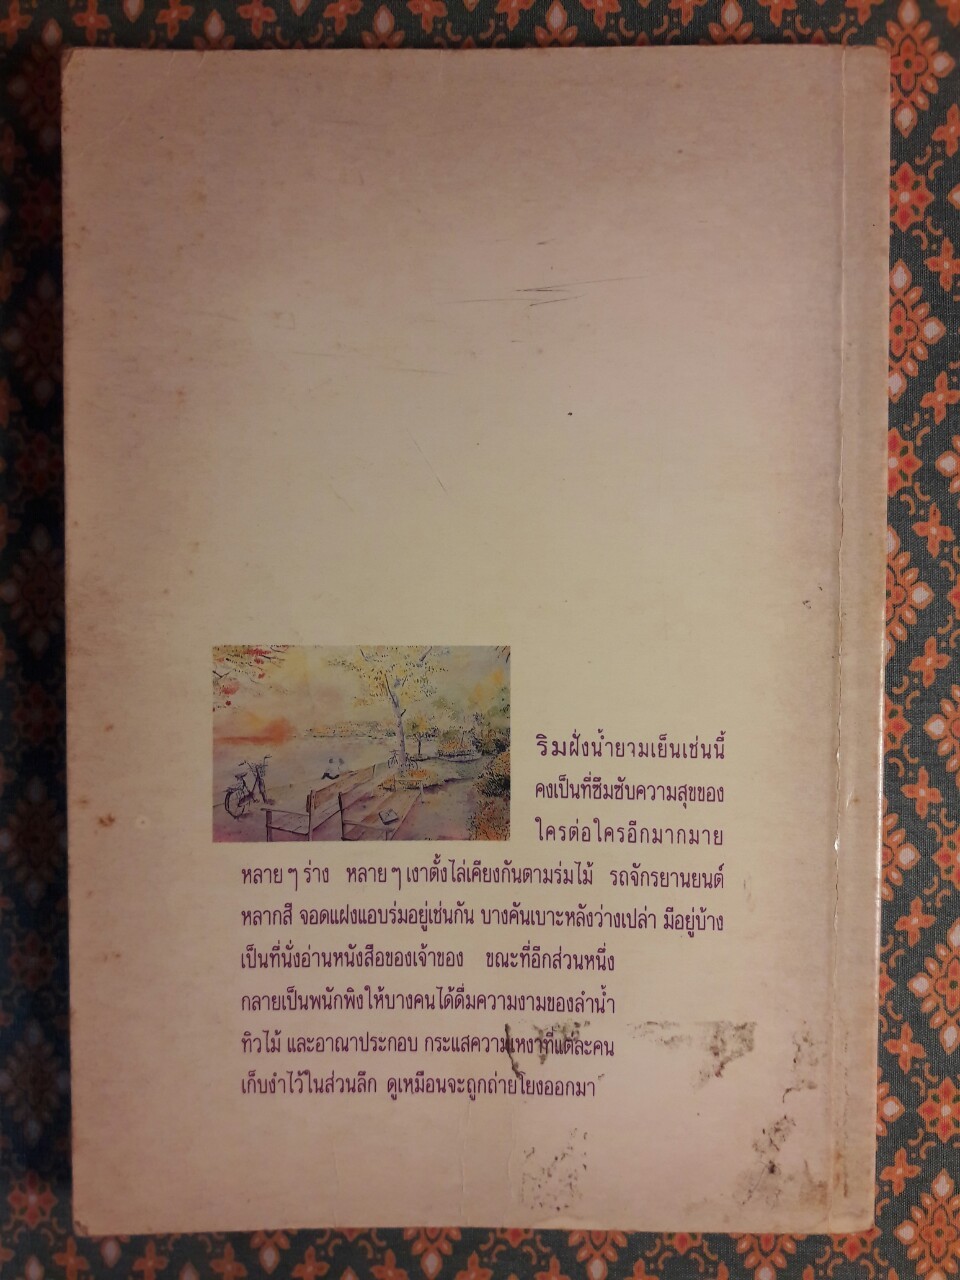 ริมฝั่งน้ำยามเย็นเช่นนี้
คงเป็นที่ซึมซับความสุขของ
ใครต่อใครอีกมากมาย
หลาย ๆ ร่าง หลาย ๆ เงาตั้งไล่เคียงกันตามร่มไม้ รถจักรยานยนต์
หลากสี จอดแฝงแอบร่มอยู่เช่นกัน บางคันเบาะหลังว่างเปล่า มีอยู่บ้าง
เป็นที่นั่งอ่านหนังสือของเจ้าของ ขณะที่อีกส่วนหนึ่ง
กลายเป็นพนักพิงให้บางคนได้ดื่มความงามของลำน้ำ
ทิวไม้ และอาณาประกอบ กระแสความเหงาที่แต่ละคน
เก็บงำไว้ในส่วนลึก ดูเหมือนจะถูกถ่ายโยงออกมา